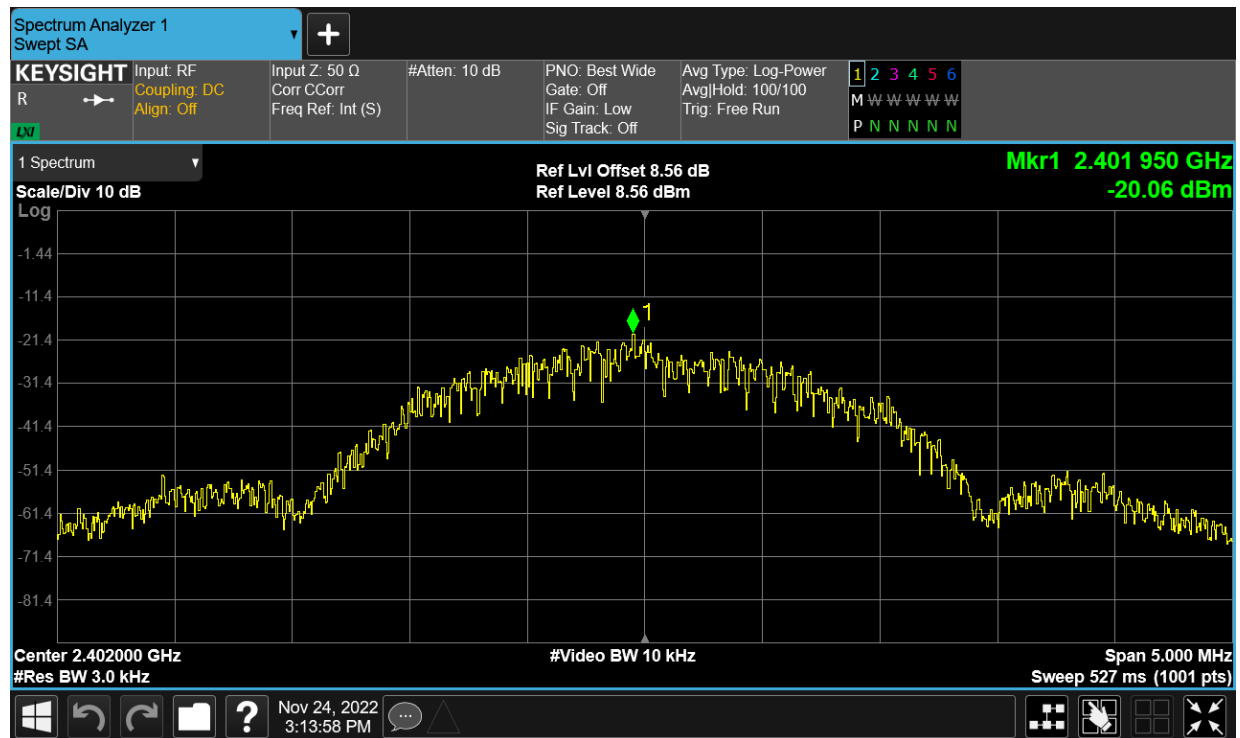 Spectrum Analyzer 1
Swept SA
KEYSIGHT
R
LXI
Input: RF
Coupling: DC
Align: Off
Input Z: 50 Ω
Corr CCorr
Freq Ref: Int (S)
#Atten: 10 dB
PNO: Best Wide
Gate: Off
IF Gain: Low
Sig Track: Off
Avg Type: Log-Power
Avg|Hold: 100/100
Trig: Free Run
1 2 3 4 5 6
M W W W W W W
P N N N N N N
1 Spectrum
Scale/Div 10 dB
Log
Ref Lvl Offset 8.56 dB
Ref Level 8.56 dBm
Mkr1 2.401 950 GHz
-20.06 dBm
1
-1.44
-11.4
-21.4
-31.4
-41.4
-51.4
-61.4
-71.4
-81.4
Center 2.402000 GHz
#Res BW 3.0 kHz
#Video BW 10 kHz
Span 5.000 MHz
Sweep 527 ms (1001 pts)
?
Nov 24, 2022
3:13:58 PM